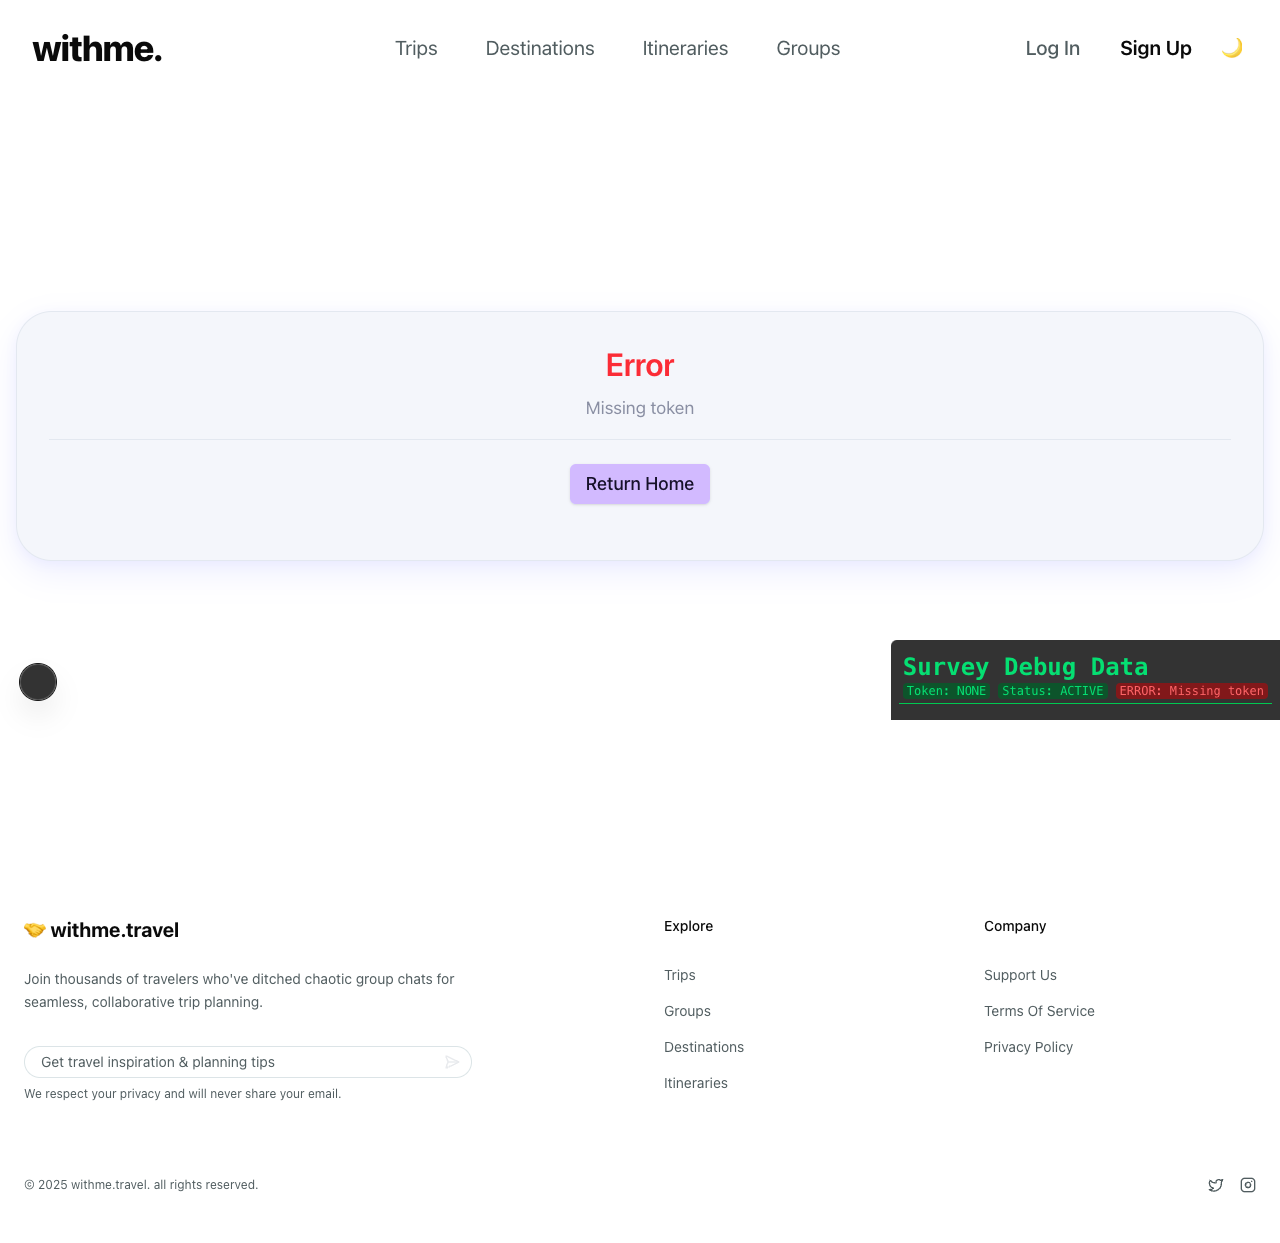 withme.
Trips Destinations Itineraries Groups
Log In Sign Up
Error
Missing token
Return Home
Survey Debug Data
Token: NONE Status: ACTIVE ERROR: Missing token
withme.travel
Join thousands of travelers who've ditched chaotic group chats for
seamless, collaborative trip planning.
Get travel inspiration & planning tips
We respect your privacy and will never share your email.
Explore
Trips
Groups
Destinations
Itineraries
Company
Support Us
Terms Of Service
Privacy Policy
© 2025 withme.travel. all rights reserved.